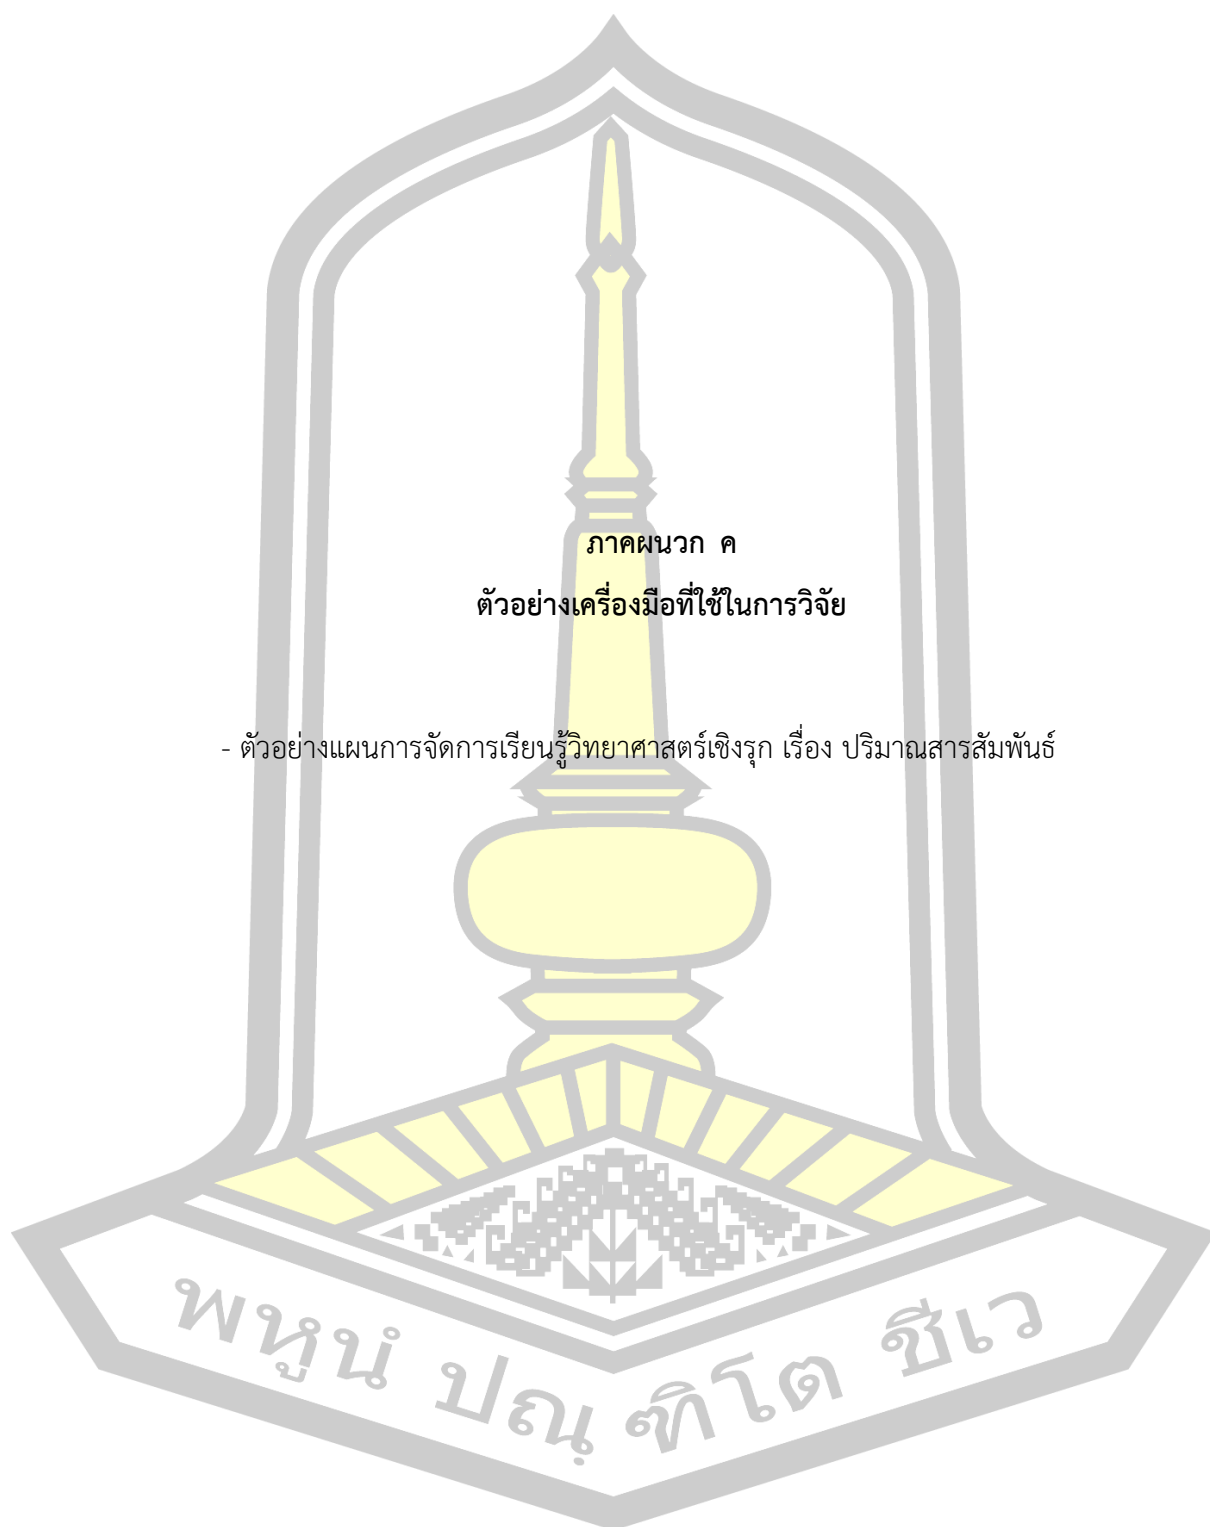 ภาคผนวก ค
ตัวอย่างเครื่องมือที่ใช้ในการวิจัย
- ตัวอย่างแผนการจัดการเรียนรู้วิทยาศาสตร์เชิงรุก เรื่อง ปริมาณสารสัมพันธ์
พหูนํ ปณฺฑิโต ชีเว